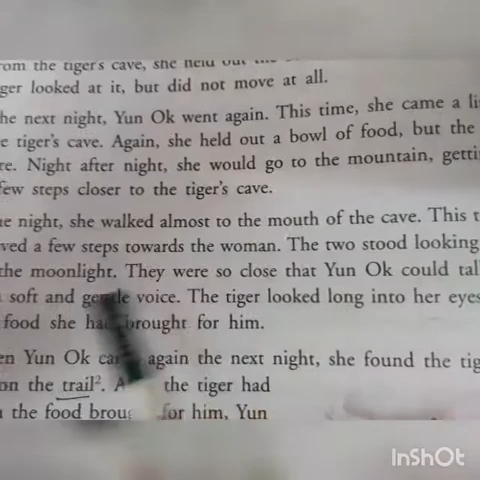 rom the tiger's cave, she held out the
ger looked at it, but did not move at all.
he next night, Yun Ok went again. This time, she came a li
e tiger's cave. Again, she held out a bowl of food, but the
re. Night after night, she would go to the mountain, getti
few steps closer to the tiger's cave.
ne night, she walked almost to the mouth of the cave. This t
ved a few steps towards the woman. The two stood looking
the moonlight. They were so close that Yun Ok could tal
soft and gentle voice. The tiger looked long into her eyes
food she had brought for him.
en Yun Ok ca again the next night, she found the tig
on the trail². A the tiger had
the food broug for him, Yun
InShOt